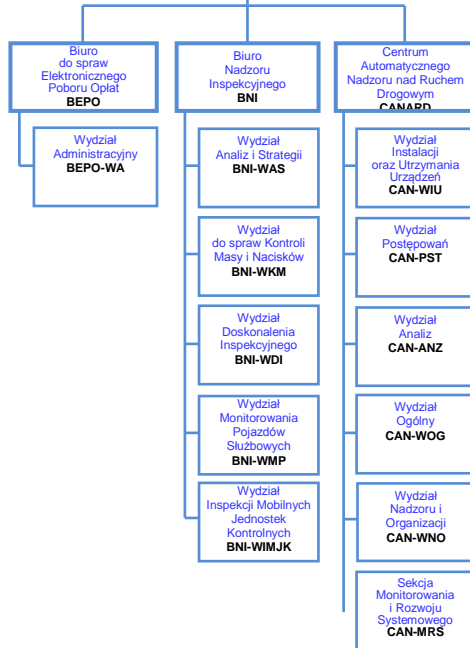 Biuro
do spraw
Elektronicznego
Poboru Opłat
BEPO
Wydział
Administracyjny
BEPO-WA
Biuro
Nadzoru
Inspekcyjnego
BNI
Wydział
Analiz i Strategii
BNI-WAS
Wydział
do spraw Kontroli
Masy i Nacisków
BNI-WKM
Wydział
Doskonalenia
Inspekcyjnego
BNI-WDI
Wydział
Monitorowania
Pojazdów
Służbowych
BNI-WMP
Wydział
Inspekcji Mobilnych
Jednostek
Kontrolnych
BNI-WIMJK
Centrum
Automatycznego
Nadzoru nad Ruchem
Drogowym
CANARD
Wydział
Instalacji
oraz Utrzymania
Urządzeń
CAN-WIU
Wydział
Postępowań
CAN-PST
Wydział
Analiz
CAN-ANZ
Wydział
Ogólny
CAN-WOG
Wydział
Nadzoru i
Organizacji
CAN-WNO
Sekcja
Monitorowania
i Rozwoju
Systemowego
CAN-MRS